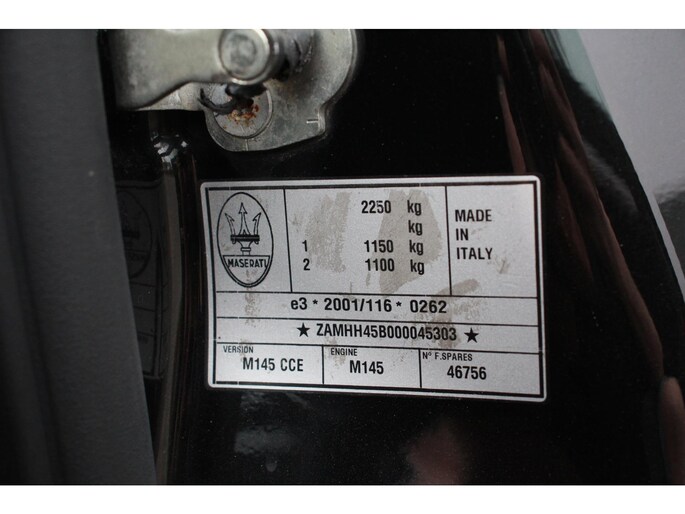 2250 kg
kg
1 1150 kg
2 1100 kg
MASERATI
MADE
IN
ITALY
e3 * 2001/116 * 0262
★ ZAMHH45B000045303 ★
VERSION
M145 CCE
ENGINE
M145
N° F.SPARES
46756